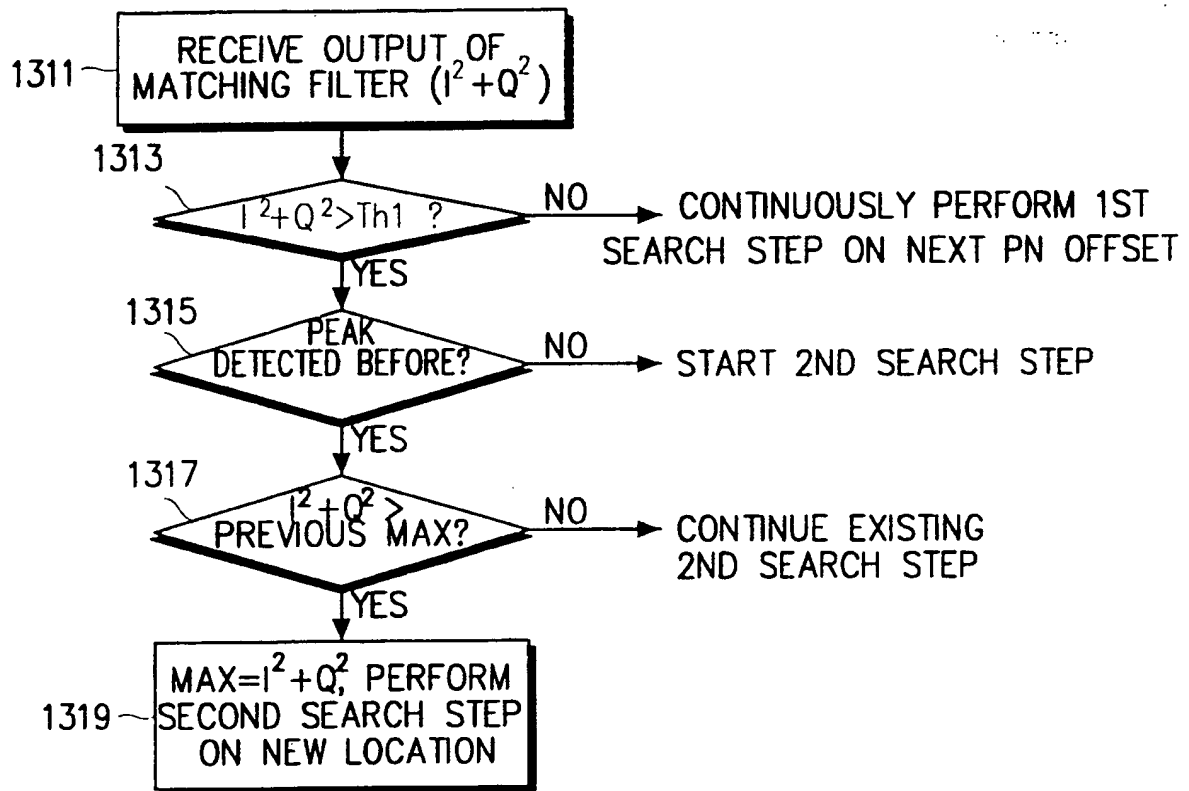 1311
RECEIVE OUTPUT OF
MATCHING FILTER (I²+Q²)
1313
I²+Q²>Th1 ?
NO
CONTINUOUSLY PERFORM 1ST
SEARCH STEP ON NEXT PN OFFSET
YES
1315
PEAK
DETECTED BEFORE?
NO
START 2ND SEARCH STEP
YES
1317
I²+Q² >
PREVIOUS MAX?
NO
CONTINUE EXISTING
2ND SEARCH STEP
YES
1319
MAX=I²+Q², PERFORM
SECOND SEARCH STEP
ON NEW LOCATION